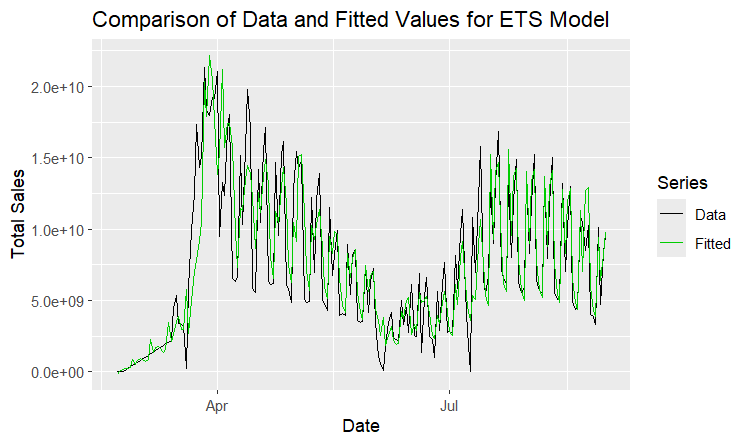 Comparison of Data and Fitted Values for ETS Model
Total Sales
2.0e+10
1.5e+10
1.0e+10
5.0e+09
0.0e+00
Apr
Jul
Date
Series
Data
Fitted